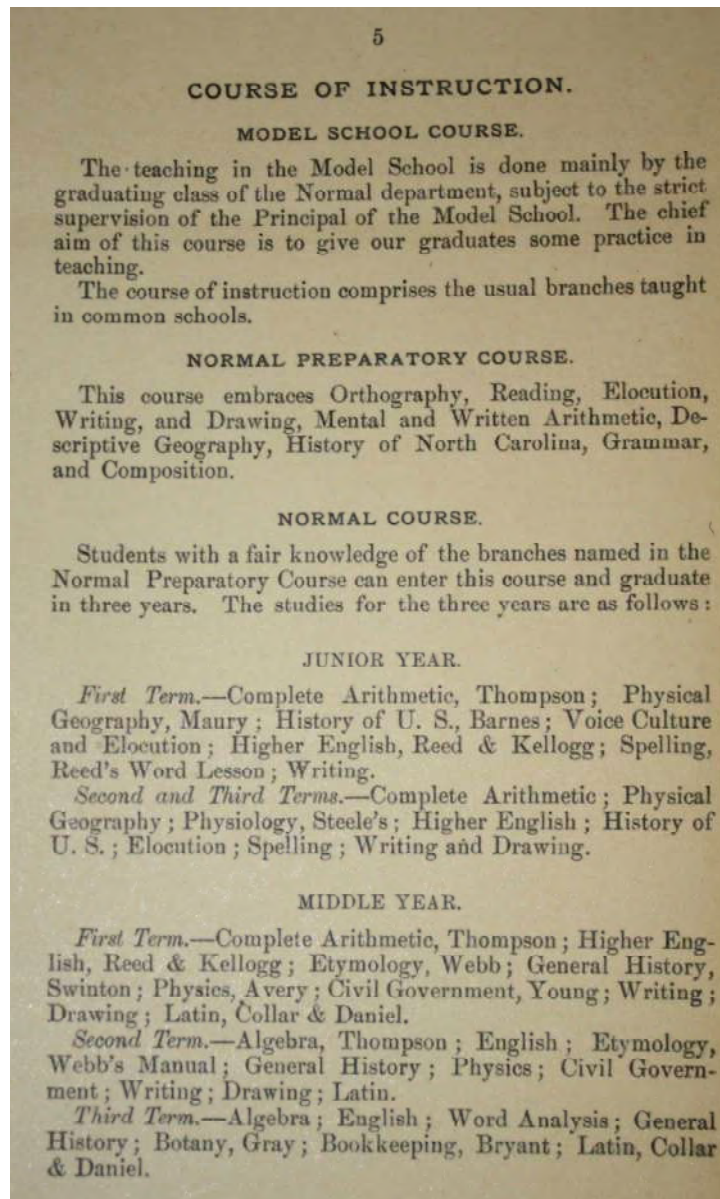 5
COURSE OF INSTRUCTION.
MODEL SCHOOL COURSE.
The teaching in the Model School is done mainly by the
graduating class of the Normal department, subject to the strict
supervision of the Principal of the Model School. The chief
aim of this course is to give our graduates some practice in
teaching.
The course of instruction comprises the usual branches taught
in common schools.
NORMAL PREPARATORY COURSE.
This course embraces Orthography, Reading, Elocution,
Writing, and Drawing, Mental and Written Arithmetic, De-
scriptive Geography, History of North Carolina, Grammar,
and Composition.
NORMAL COURSE.
Students with a fair knowledge of the branches named in the
Normal Preparatory Course can enter this course and graduate
in three years. The studies for the three years are as follows:
JUNIOR YEAR.
First Term.—Complete Arithmetic, Thompson; Physical
Geography, Maury; History of U. S., Barnes; Voice Culture
and Elocution; Higher English, Reed & Kellogg; Spelling,
Reed's Word Lesson; Writing.
Second and Third Terms.—Complete Arithmetic; Physical
Geography; Physiology, Steele's; Higher English; History of
U. S.; Elocution; Spelling; Writing and Drawing.
MIDDLE YEAR.
First Term.—Complete Arithmetic, Thompson; Higher Eng-
lish, Reed & Kellogg; Etymology, Webb; General History,
Swinton; Physics, Avery; Civil Government, Young; Writing;
Drawing; Latin, Collar & Daniel.
Second Term.—Algebra, Thompson; English; Etymology,
Webb's Manual; General History; Physics; Civil Govern-
ment; Writing; Drawing; Latin.
Third Term.—Algebra; English; Word Analysis; General
History; Botany, Gray; Bookkeeping, Bryant; Latin, Collar
& Daniel.